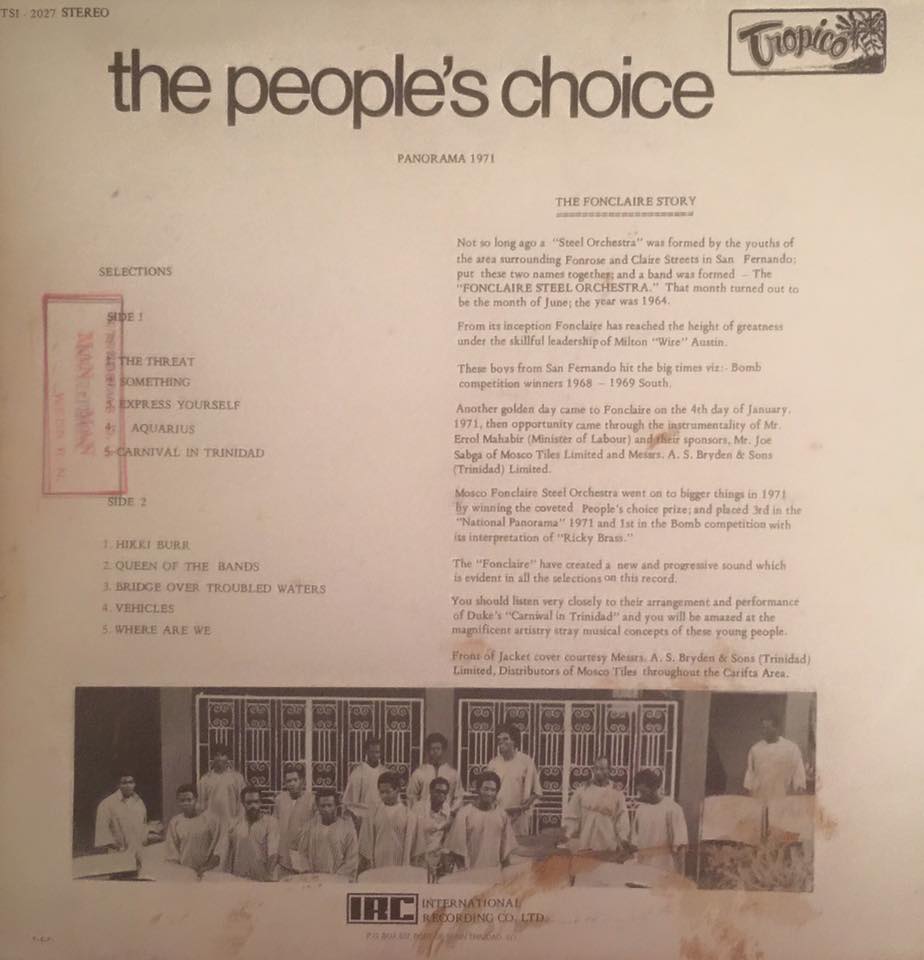 TSI - 2027 STEREO
Tropico
the people's choice
PANORAMA 1971
SELECTIONS
SIDE 1
1. THE THREAT
2. SOMETHING
3. EXPRESS YOURSELF
4. AQUARIUS
5. CARNIVAL IN TRINIDAD
SIDE 2
1. HIKKI BURR
2. QUEEN OF THE BANDS
3. BRIDGE OVER TROUBLED WATERS
4. VEHICLES
5. WHERE ARE WE
THE FONCLAIRE STORY
Not so long ago a "Steel Orchestra" was formed by the youths of
the area surrounding Fonrose and Claire Streets in San Fernando;
put these two names together; and a band was formed – The
"FONCLAIRE STEEL ORCHESTRA." That month turned out to
be the month of June; the year was 1964.
From its inception Fonclaire has reached the height of greatness
under the skillful leadership of Milton "Wire" Austin.
These boys from San Fernando hit the big times viz:- Bomb
competition winners 1968 – 1969 South.
Another golden day came to Fonclaire on the 4th day of January.
1971, then opportunity came through the instrumentality of Mr.
Errol Mahabir (Minister of Labour) and their sponsors, Mr. Joe
Sabga of Mosco Tiles Limited and Messrs. A. S. Bryden & Sons
(Trinidad) Limited.
Mosco Fonclaire Steel Orchestra went on to bigger things in 1971
by winning the coveted People's choice prize; and placed 3rd in the
"National Panorama" 1971 and 1st in the Bomb competition with
its interpretation of "Ricky Brass."
The "Fonclaire" have created a new and progressive sound which
is evident in all the selections on this record.
You should listen very closely to their arrangement and performance
of Duke's "Carnival in Trinidad" and you will be amazed at the
magnificent artistry stray musical concepts of these young people.
Front of Jacket cover courtesy Messrs. A. S. Bryden & Sons (Trinidad)
Limited, Distributors of Mosco Tiles throughout the Carifta Area.
IRC INTERNATIONAL
RECORDING CO. LTD.